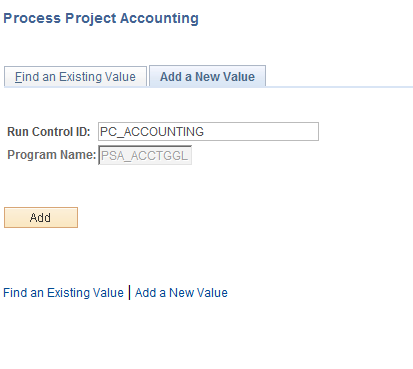 Process Project Accounting
Find an Existing Value Add a New Value
Run Control ID: PC_ACCOUNTING
Program Name: PSA_ACCTGGL
Add
Find an Existing Value | Add a New Value